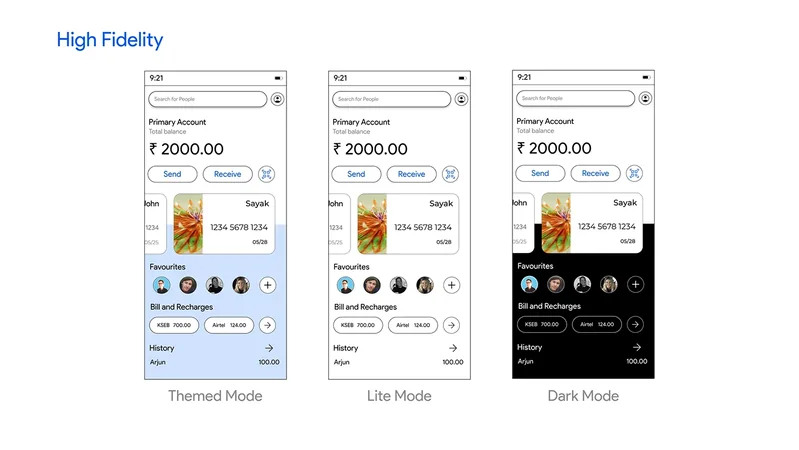 High Fidelity
9:21
Search for People
Primary Account
Total balance
₹ 2000.00
Send Receive
John Sayak
1234 1234 5678 1234
05/25 05/28
Favourites
Bill and Recharges
KSEB 700.00 Airtel 124.00
History
Arjun 100.00
Themed Mode
9:21
Search for People
Primary Account
Total balance
₹ 2000.00
Send Receive
John Sayak
1234 1234 5678 1234
05/25 05/28
Favourites
Bill and Recharges
KSEB 700.00 Airtel 124.00
History
Arjun 100.00
Lite Mode
9:21
Search for People
Primary Account
Total balance
₹ 2000.00
Send Receive
John Sayak
1234 1234 5678 1234
05/25 05/28
Favourites
Bill and Recharges
KSEB 700.00 Airtel 124.00
History
Arjun 100.00
Dark Mode